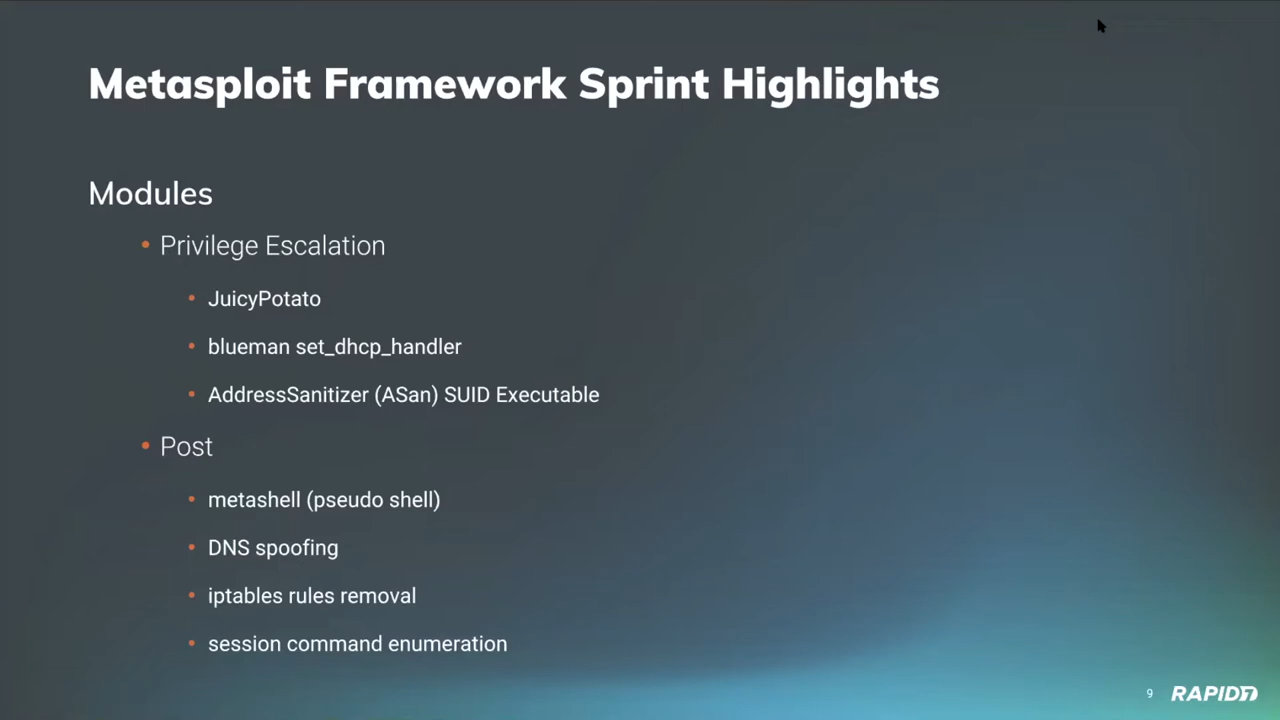 Metasploit Framework Sprint Highlights
Modules
• Privilege Escalation
• JuicyPotato
• blueman set_dhcp_handler
• AddressSanitizer (ASan) SUID Executable
• Post
• metashell (pseudo shell)
• DNS spoofing
• iptables rules removal
• session command enumeration
9 RAPID7